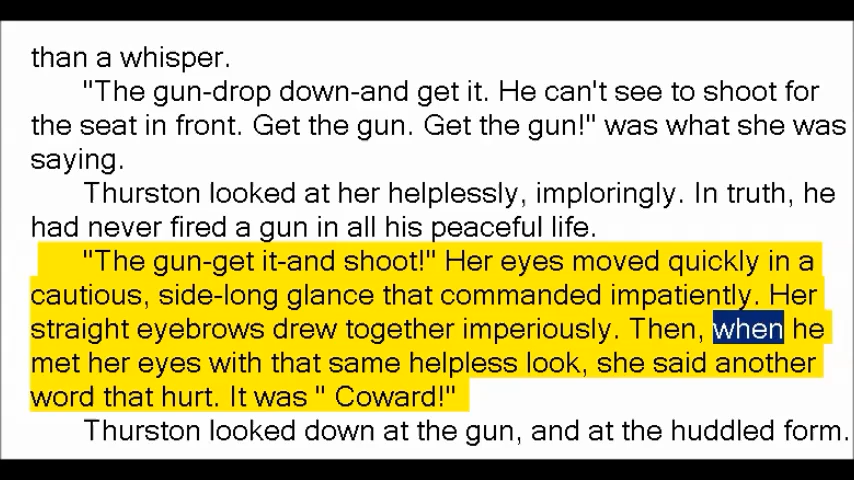 than a whisper.
"The gun-drop down-and get it. He can't see to shoot for
the seat in front. Get the gun. Get the gun!" was what she was
saying.
Thurston looked at her helplessly, imploringly. In truth, he
had never fired a gun in all his peaceful life.
"The gun-get it-and shoot!" Her eyes moved quickly in a
cautious, side-long glance that commanded impatiently. Her
straight eyebrows drew together imperiously. Then, when he
met her eyes with that same helpless look, she said another
word that hurt. It was " Coward!"
Thurston looked down at the gun, and at the huddled form.